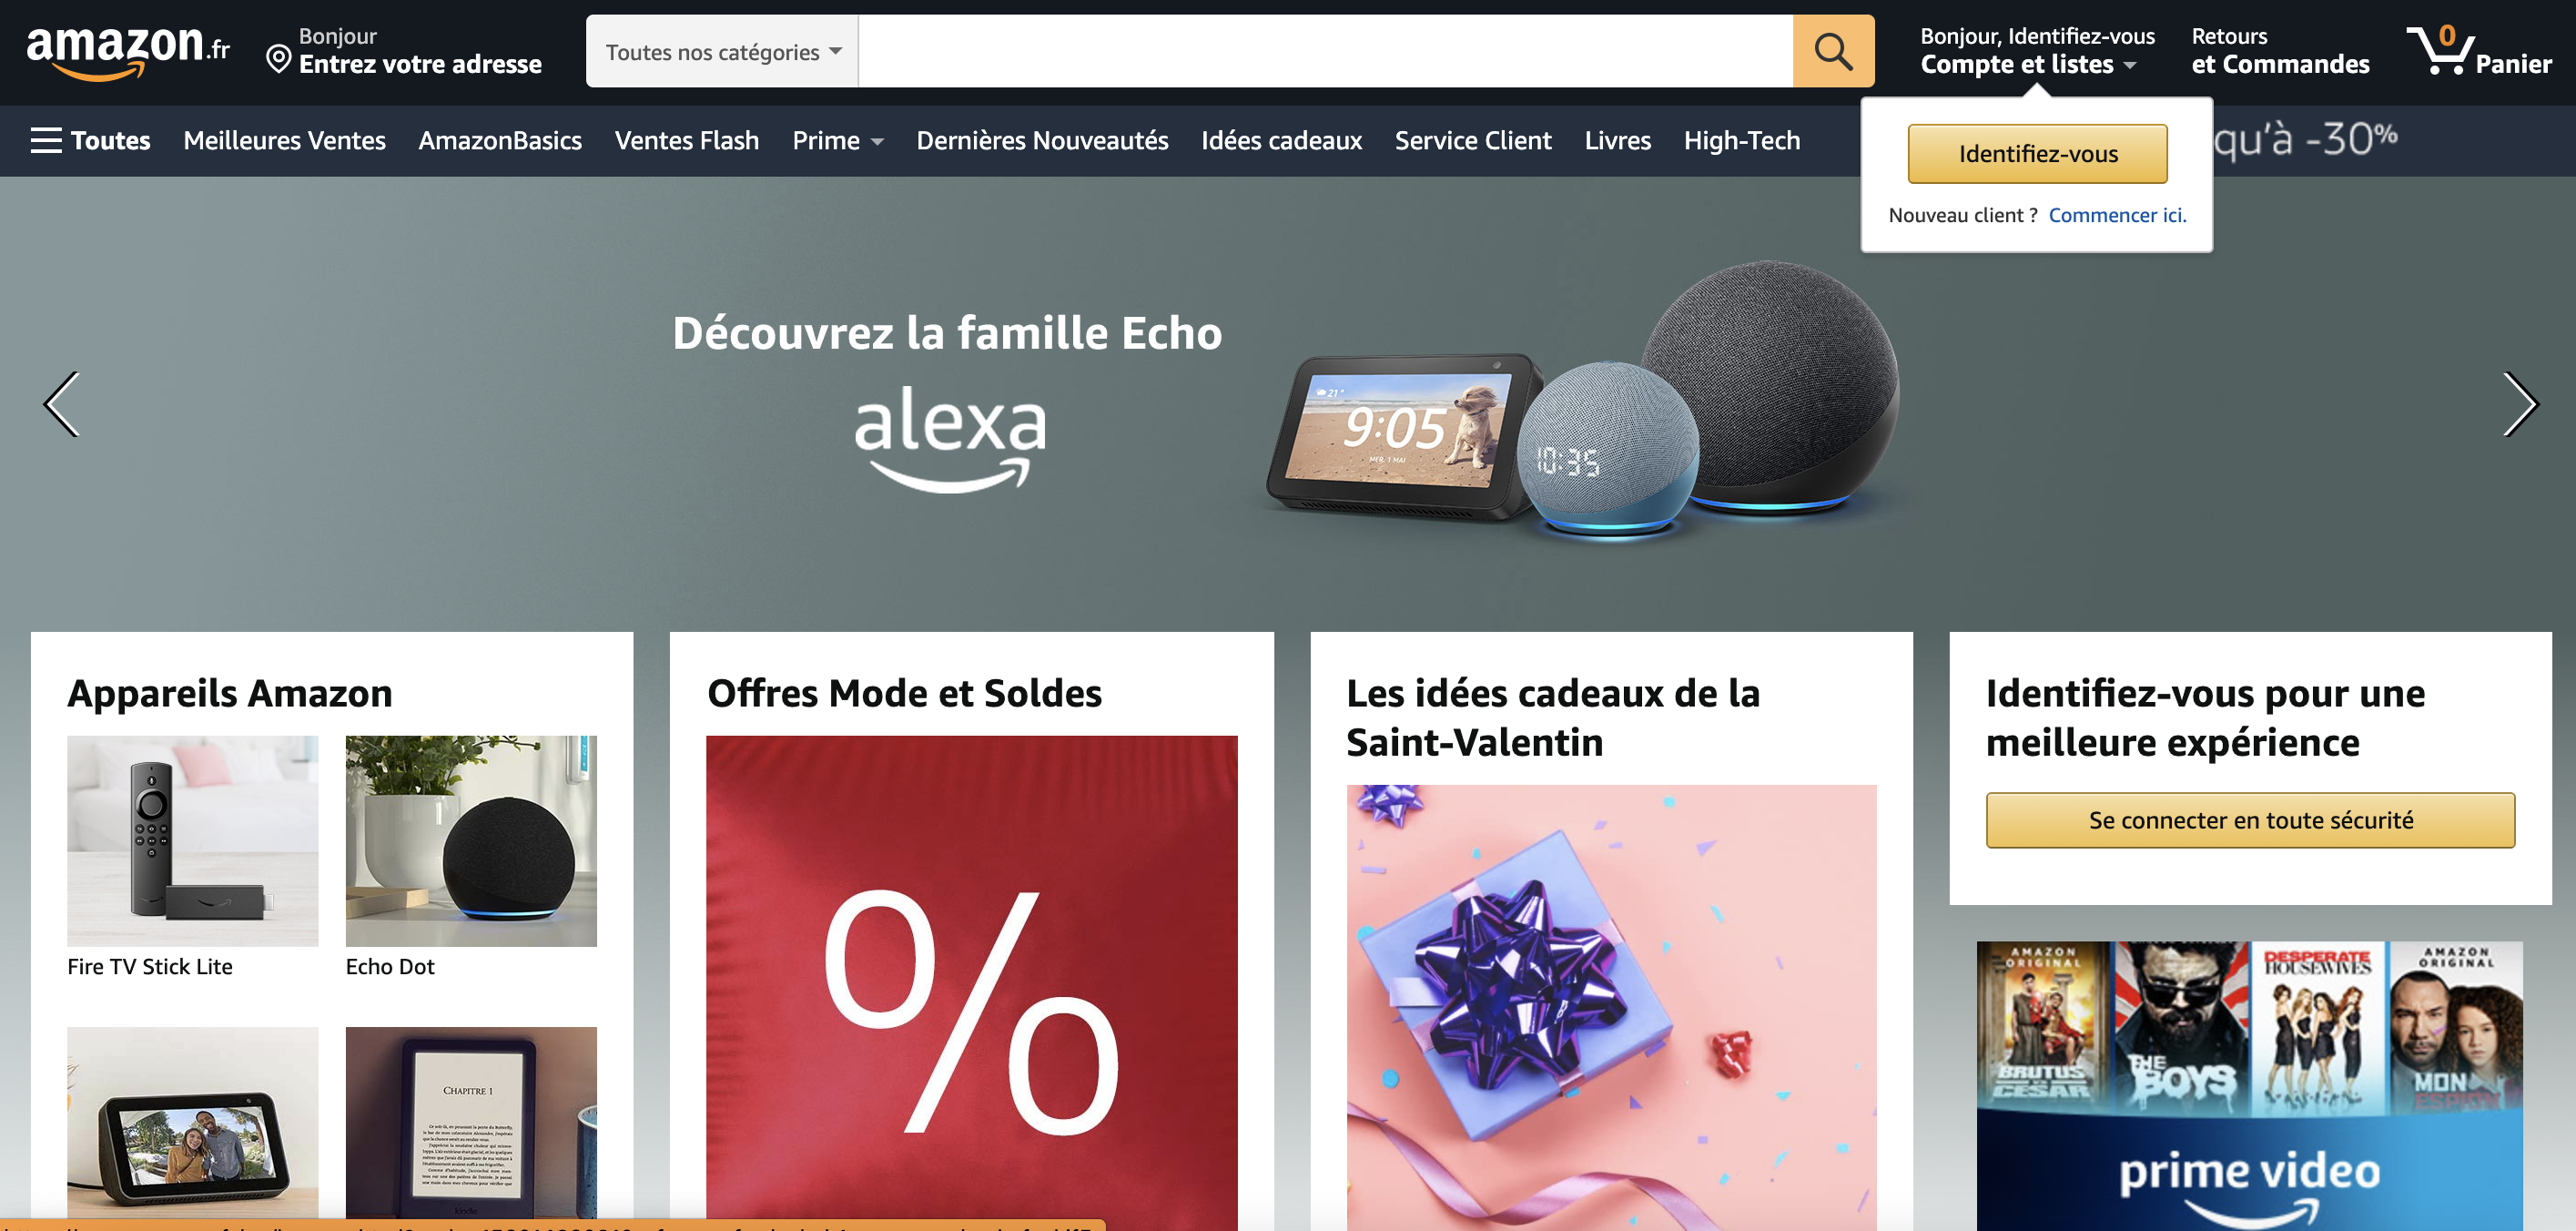 amazon.fr
Bonjour
Entrez votre adresse
Toutes nos catégories
Bonjour, Identifiez-vous
Compte et listes
Retours
et Commandes
0
Panier
Toutes
Meilleures Ventes
AmazonBasics
Ventes Flash
Prime
Dernières Nouveautés
Idées cadeaux
Service Client
Livres
High-Tech
qu'à -30%
Identifiez-vous
Nouveau client ? Commencer ici.
Découvrez la famille Echo
alexa
21°
9:05
MER. 1 MAI
10:35
Appareils Amazon
Fire TV Stick Lite
Echo Dot
CHAPITRE 1
kindle
Offres Mode et Soldes
%
Les idées cadeaux de la
Saint-Valentin
Identifiez-vous pour une
meilleure expérience
Se connecter en toute sécurité
AMAZON
ORIGINAL
BRUTUS
CESAR
THE
BOYS
DESPERATE
HOUSEWIVES
AMAZON
ORIGINAL
MON
ESPION
prime video